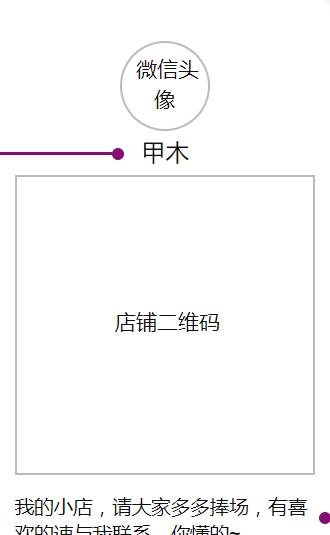 微信头
像
甲木
店铺二维码
我的小店，请大家多多捧场，有喜
欢的速与我联系，你懂的~